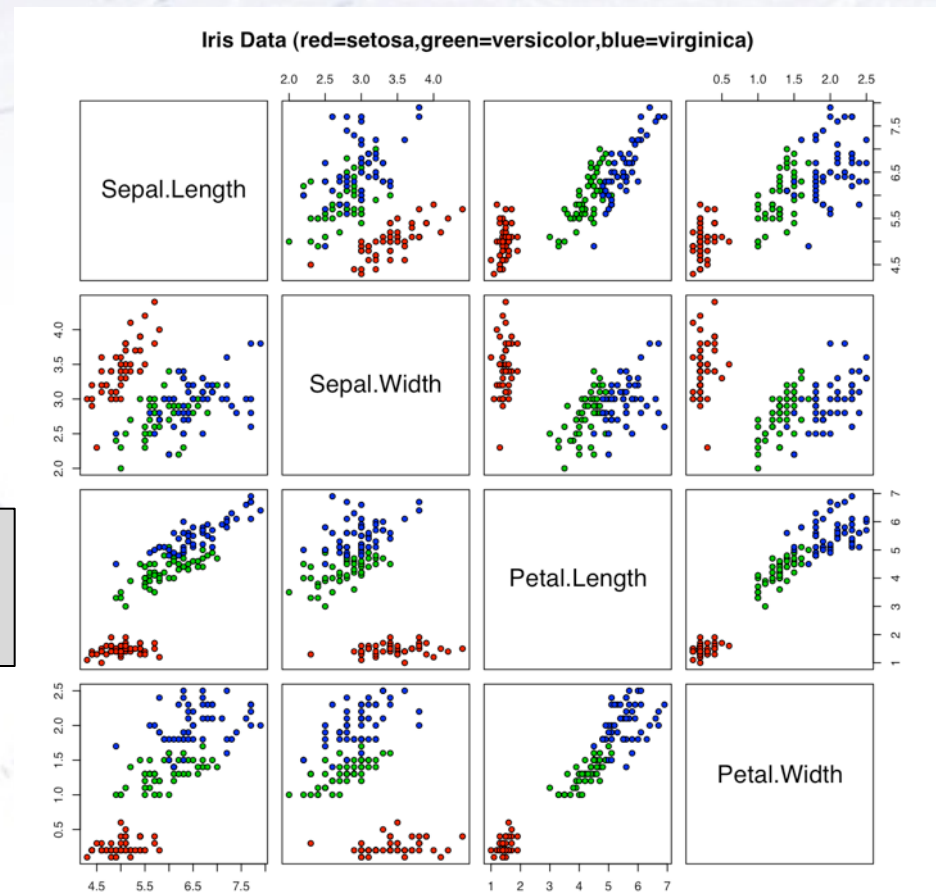 Iris Data (red=setosa,green=versicolor,blue=virginica)
2.0 2.5 3.0 3.5 4.0
0.5 1.0 1.5 2.0 2.5
Sepal.Length
4.5 5.5 6.5 7.5
2.0 2.5 3.0 3.5 4.0
Sepal.Width
Petal.Length
1 2 3 4 5 6 7
0.5 1.0 1.5 2.0 2.5
Petal.Width
4.5 5.5 6.5 7.5
1 2 3 4 5 6 7